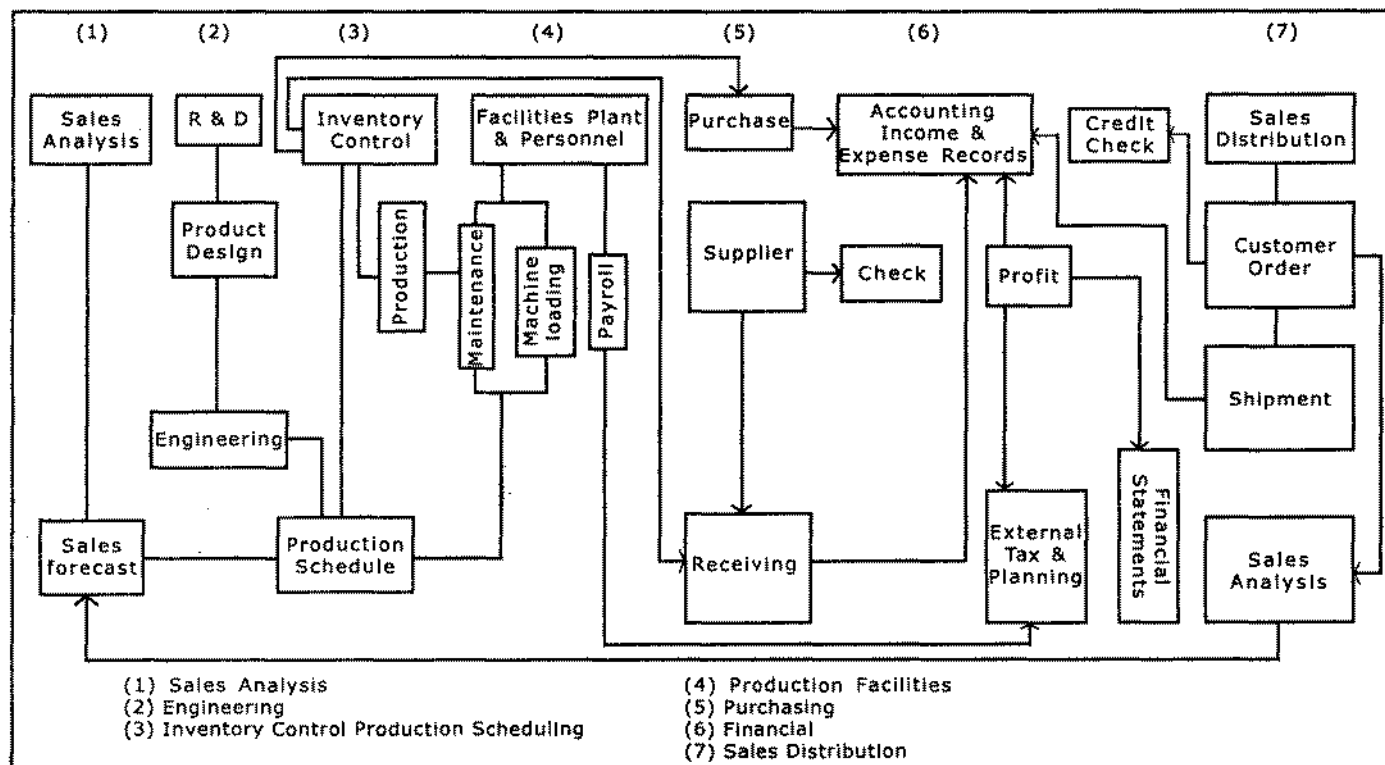 (1)
(2)
(3)
(4)
(5)
(6)
(7)
Sales
Analysis
R & D
Inventory
Control
Facilities Plant
& Personnel
Purchase
Accounting
Income &
Expense Records
Credit
Check
Sales
Distribution
Product
Design
Production
Maintenance
Machine
loading
Payroll
Supplier
Check
Profit
Customer
Order
Shipment
Engineering
Sales
forecast
Production
Schedule
Receiving
External
Tax &
Planning
Financial
Statements
Sales
Analysis
(1) Sales Analysis
(2) Engineering
(3) Inventory Control Production Scheduling
(4) Production Facilities
(5) Purchasing
(6) Financial
(7) Sales Distribution